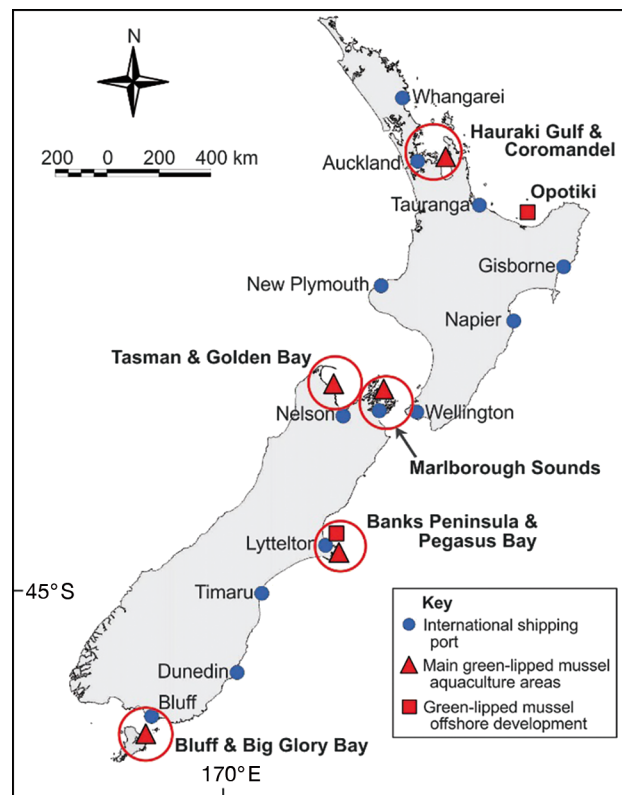 N
Whangarei
Hauraki Gulf &
Coromandel
200 0 200 400 km
Auckland
Opotiki
Tauranga
Gisborne
New Plymouth
Napier
Tasman & Golden Bay
Nelson
Wellington
Marlborough Sounds
Banks Peninsula &
Pegasus Bay
Lyttelton
45°S
Timaru
Key
International shipping
port
Main green-lipped mussel
aquaculture areas
Green-lipped mussel
offshore development
Dunedin
Bluff
Bluff & Big Glory Bay
170°E